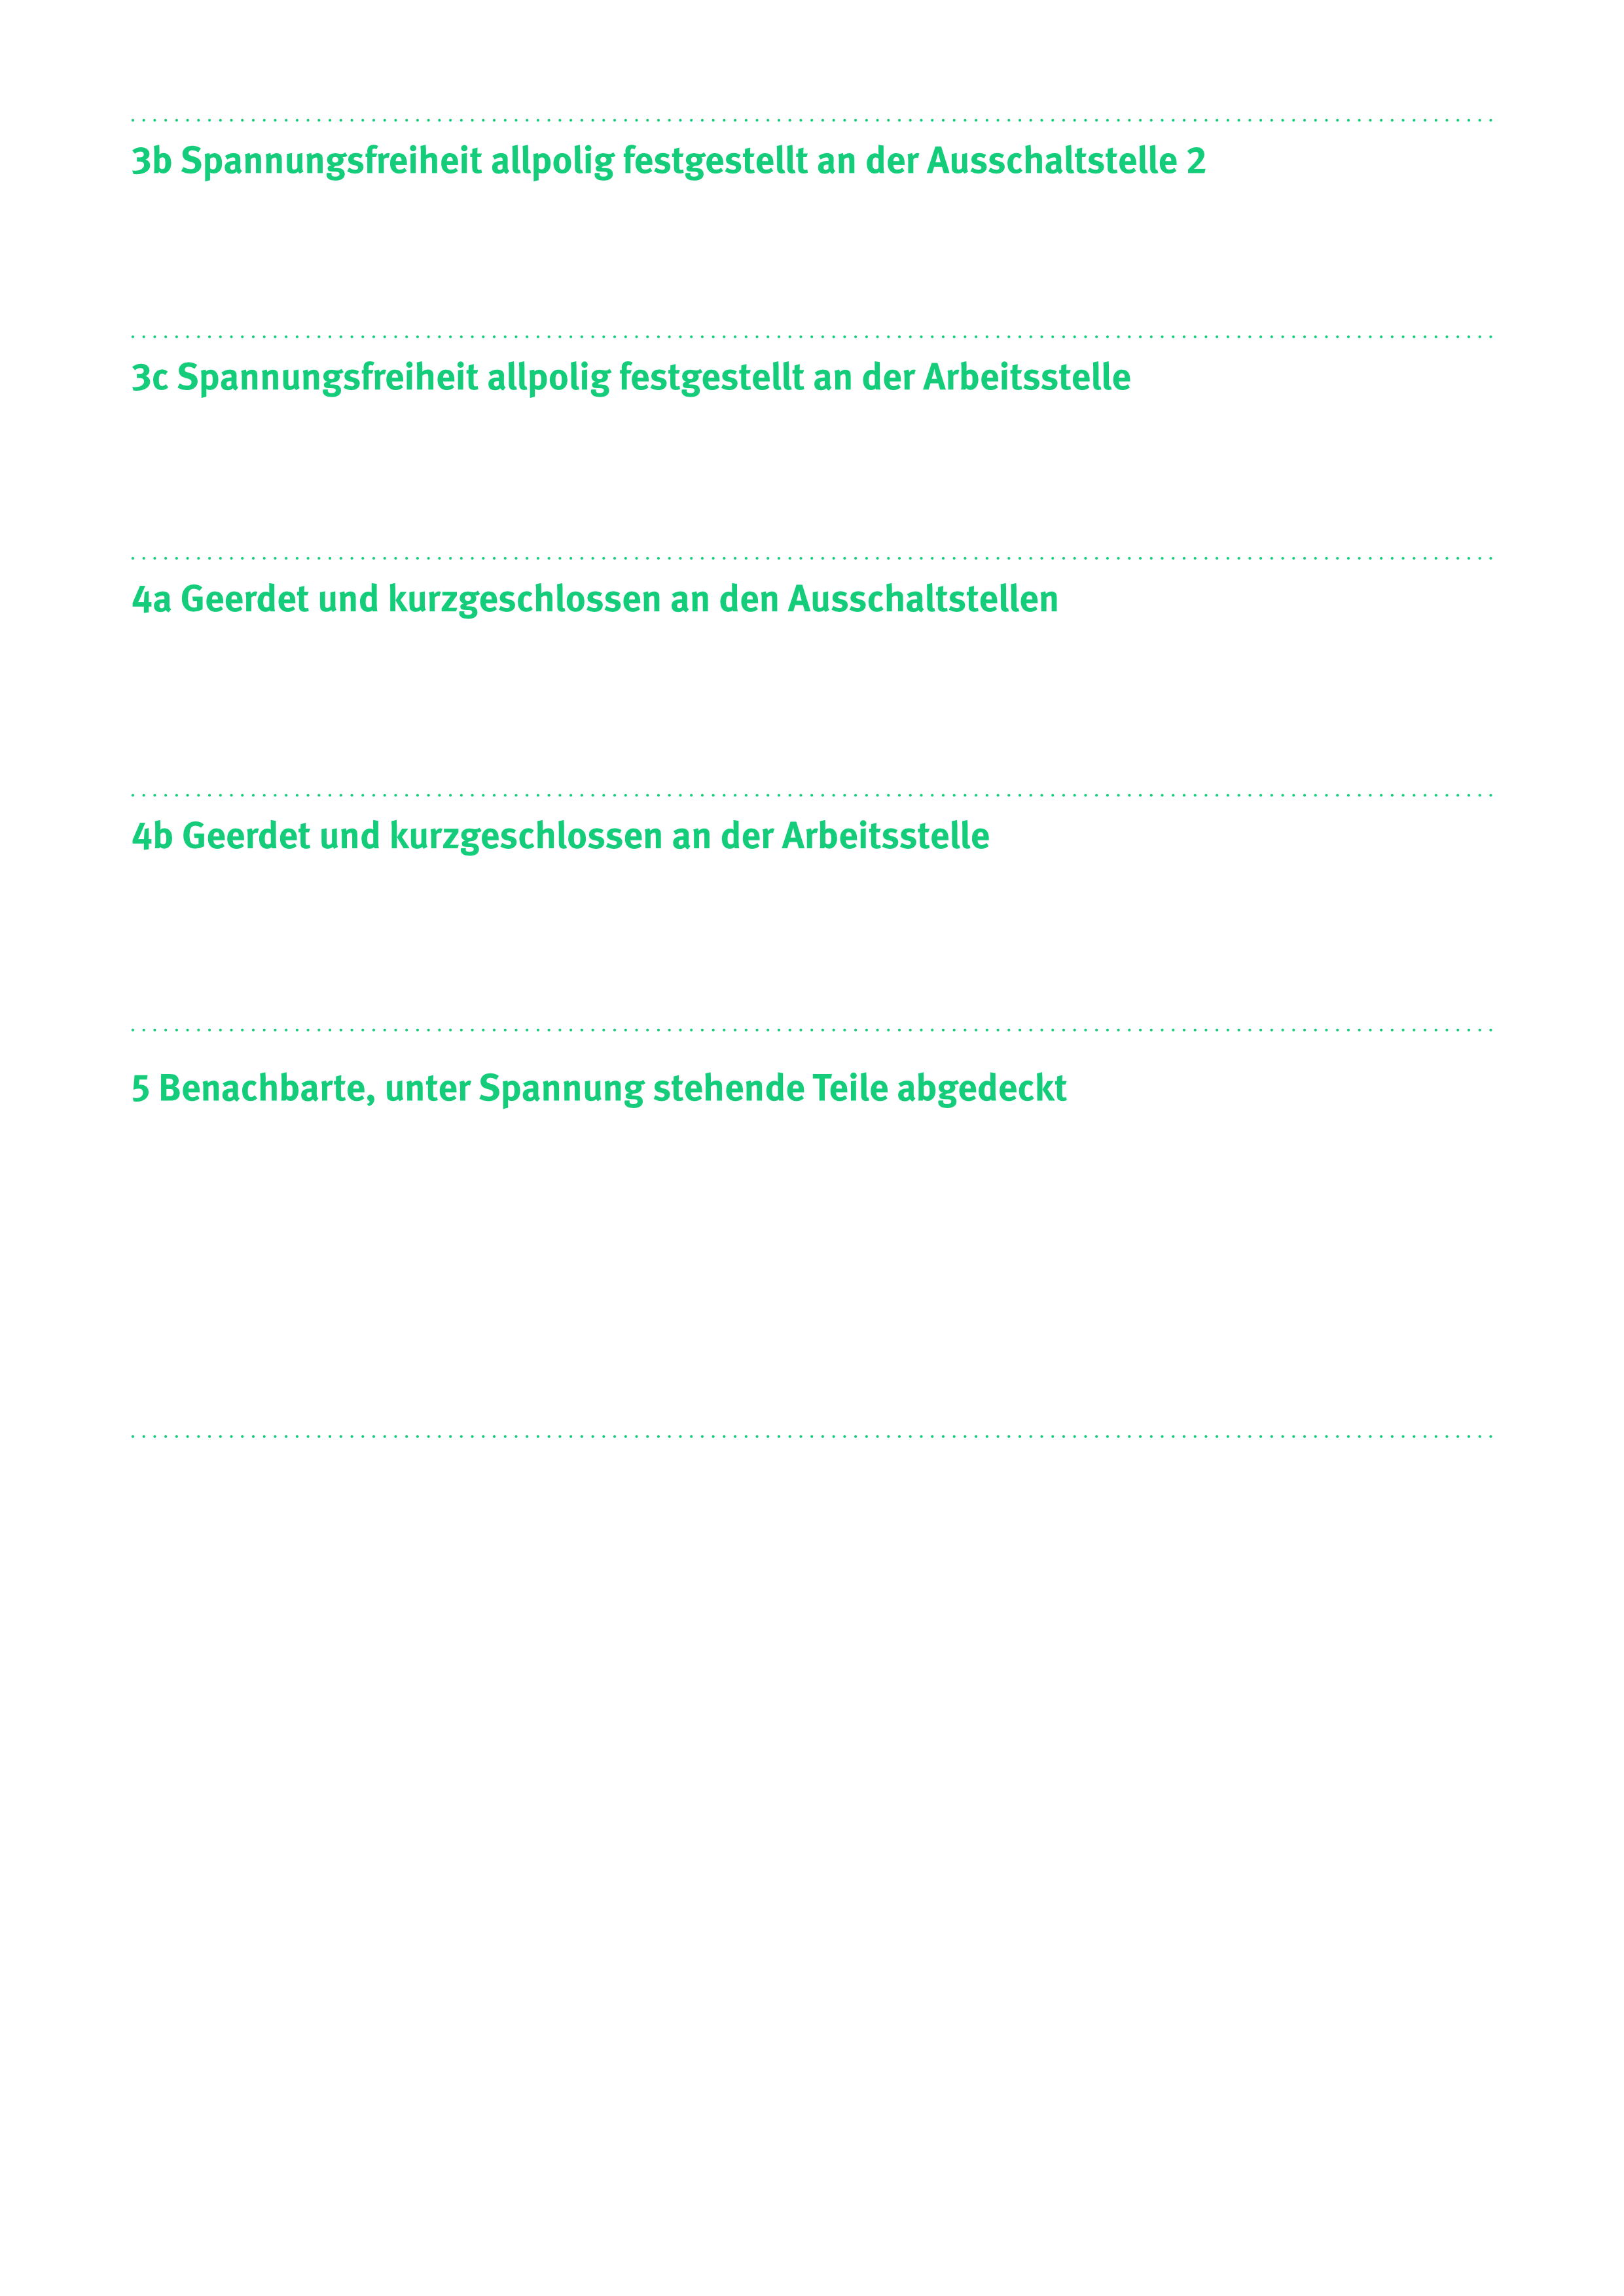 3b Spannungsfreiheit allpolig festgestellt an der Ausschaltstelle 2
3c Spannungsfreiheit allpolig festgestellt an der Arbeitsstelle
4a Geerdet und kurzgeschlossen an den Ausschaltstellen
4b Geerdet und kurzgeschlossen an der Arbeitsstelle
5 Benachbarte, unter Spannung stehende Teile abgedeckt